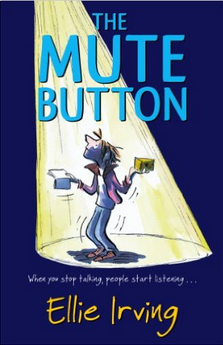 THE
MUTE
BUTTON
When you stop talking, people start listening . . .
Ellie Irving